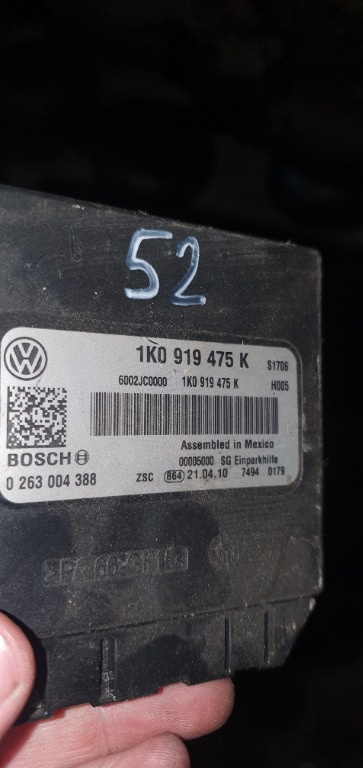 52
1K0 919 475 K S1706
6D02JC0000 1K0 919 475 K H005
Assembled in Mexico
BOSCH 00005000 SG Einparkhilfe
0 263 004 388 ZSC 864 21.04.10 7494 0179